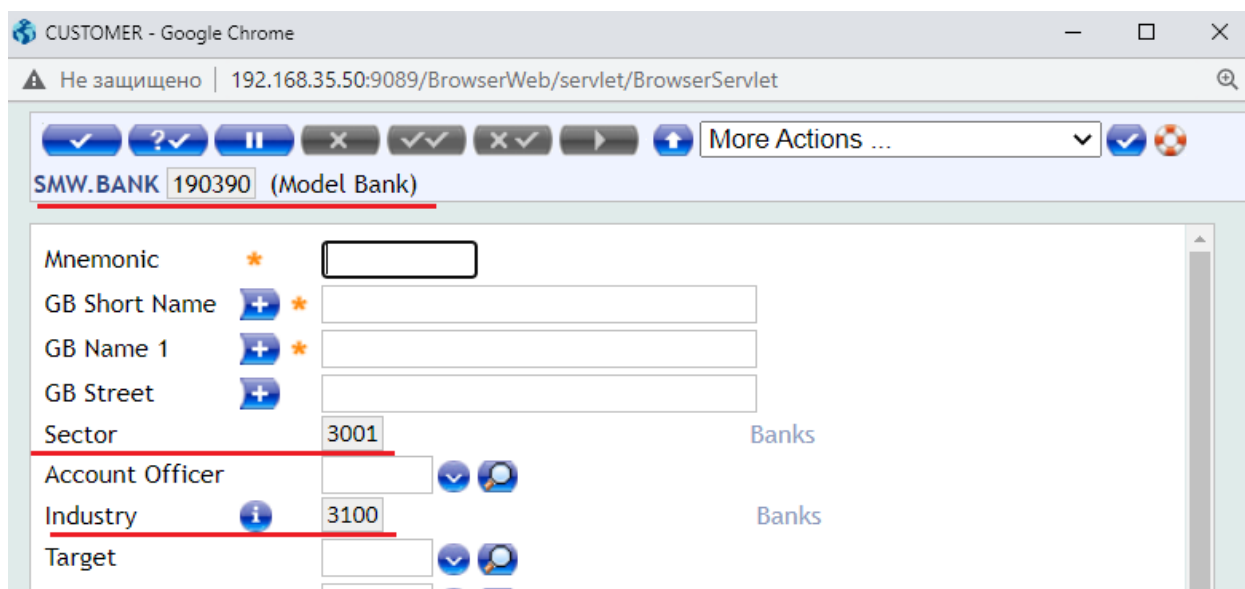 CUSTOMER - Google Chrome
Не защищено | 192.168.35.50:9089/BrowserWeb/servlet/BrowserServlet
More Actions ...
SMW.BANK 190390 (Model Bank)
Mnemonic *
GB Short Name *
GB Name 1 *
GB Street
Sector 3001 Banks
Account Officer
Industry 3100 Banks
Target